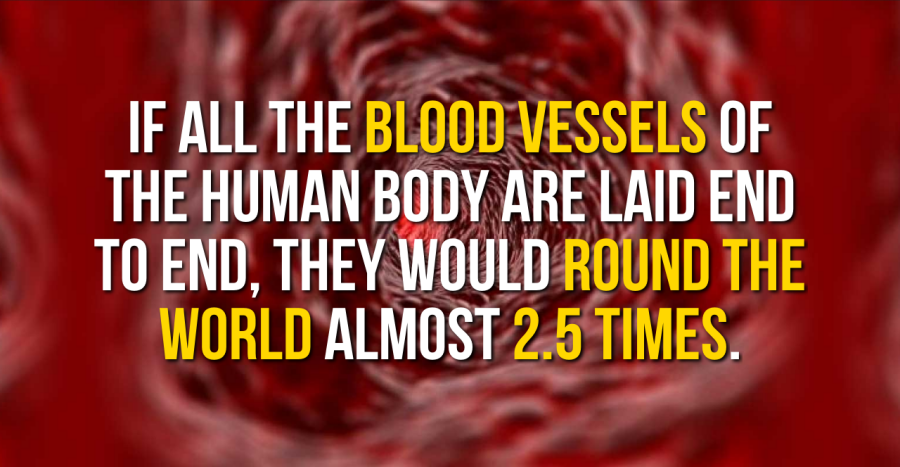 IF ALL THE BLOOD VESSELS OF
THE HUMAN BODY ARE LAID END
TO END, THEY WOULD ROUND THE
WORLD ALMOST 2.5 TIMES.